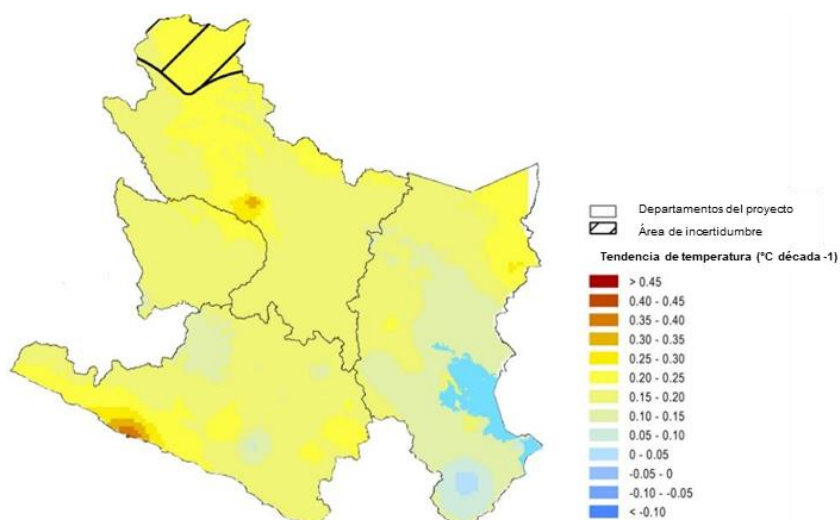 Departamentos del proyecto
Área de incertidumbre
Tendencia de temperatura (°C década -1)
> 0.45
0.40 - 0.45
0.35 - 0.40
0.30 - 0.35
0.25 - 0.30
0.20 - 0.25
0.15 - 0.20
0.10 - 0.15
0.05 - 0.10
0 - 0.05
-0.05 - 0
-0.10 - -0.05
< -0.10